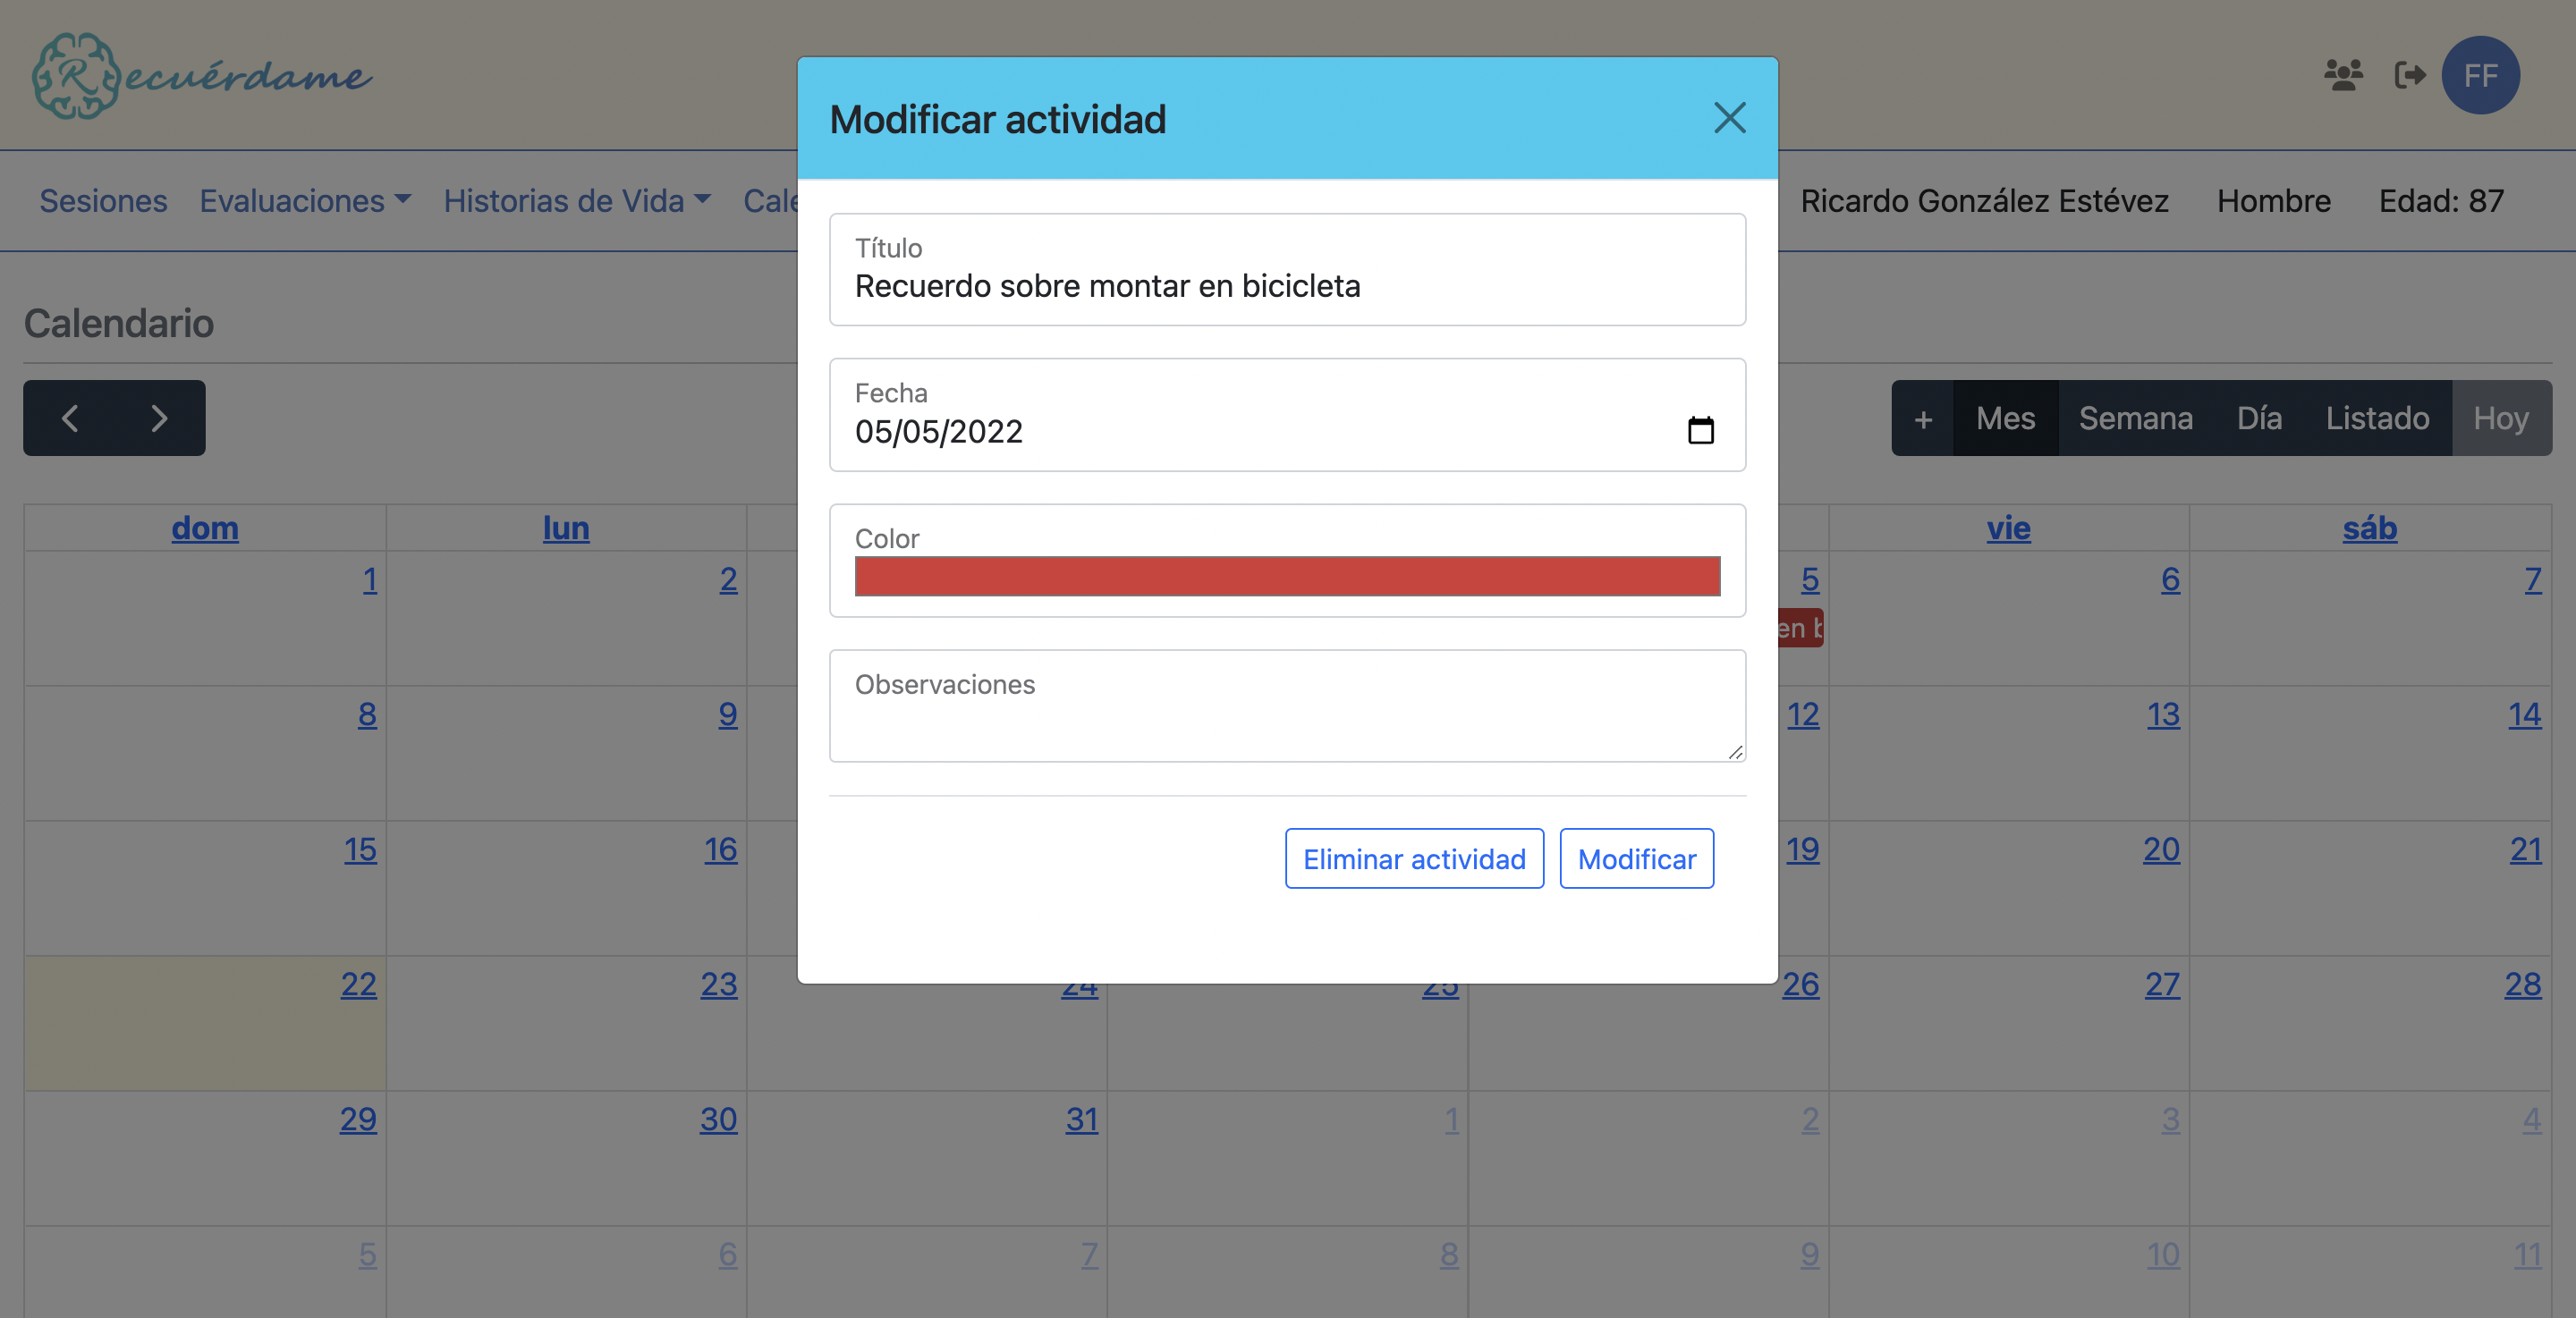 Recuérdame
FF
Sesiones Evaluaciones Historias de Vida Ricardo González Estévez Hombre Edad: 87
Modificar actividad
Título
Recuerdo sobre montar en bicicleta
Fecha
05/05/2022
Color
Observaciones
Eliminar actividad Modificar
Calendario
+ Mes Semana Día Listado Hoy
dom lun vie sáb
1 2 5 6 7
en
8 9 12 13 14
15 16 19 20 21
22 23 24 25 26 27 28
29 30 31 1 2 3 4
5 6 7 8 9 10 11